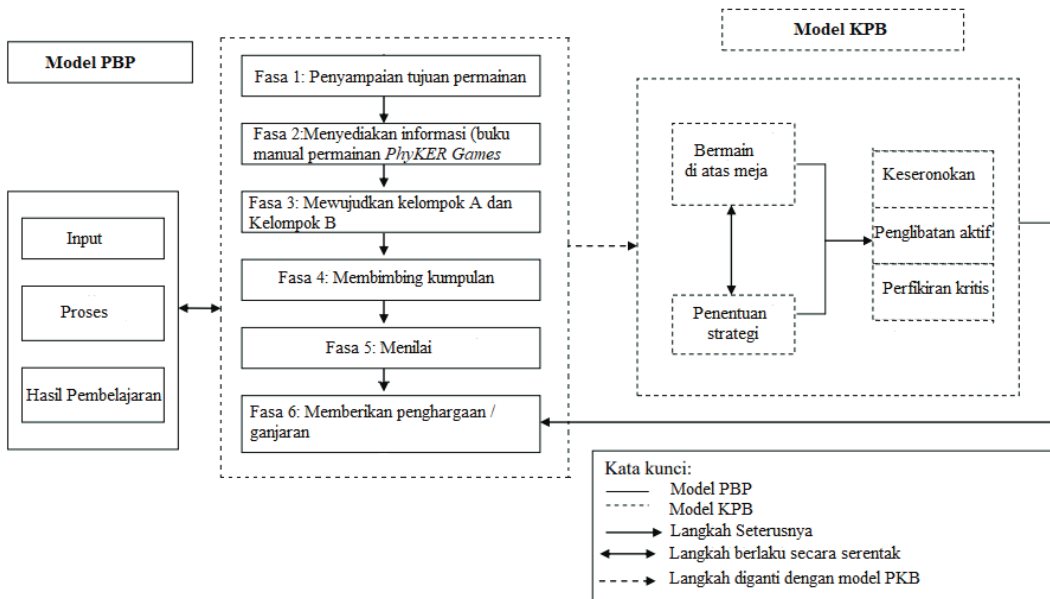 Model PBP
Input
Proses
Hasil Pembelajaran
Fasa 1: Penyampaian tujuan permainan
Fasa 2:Menyediakan informasi (buku
manual permainan PhyKER Games
Fasa 3: Mewujudkan kelompok A dan
Kelompok B
Fasa 4: Membimbing kumpulan
Fasa 5: Menilai
Fasa 6: Memberikan penghargaan /
ganjaran
Model KPB
Bermain
di atas meja
Penentuan
strategi
Keseronokan
Penglibatan aktif
Perfikiran kritis
Kata kunci:
Model PBP
Model KPB
Langkah Seterusnya
Langkah berlaku secara serentak
Langkah diganti dengan model PKB